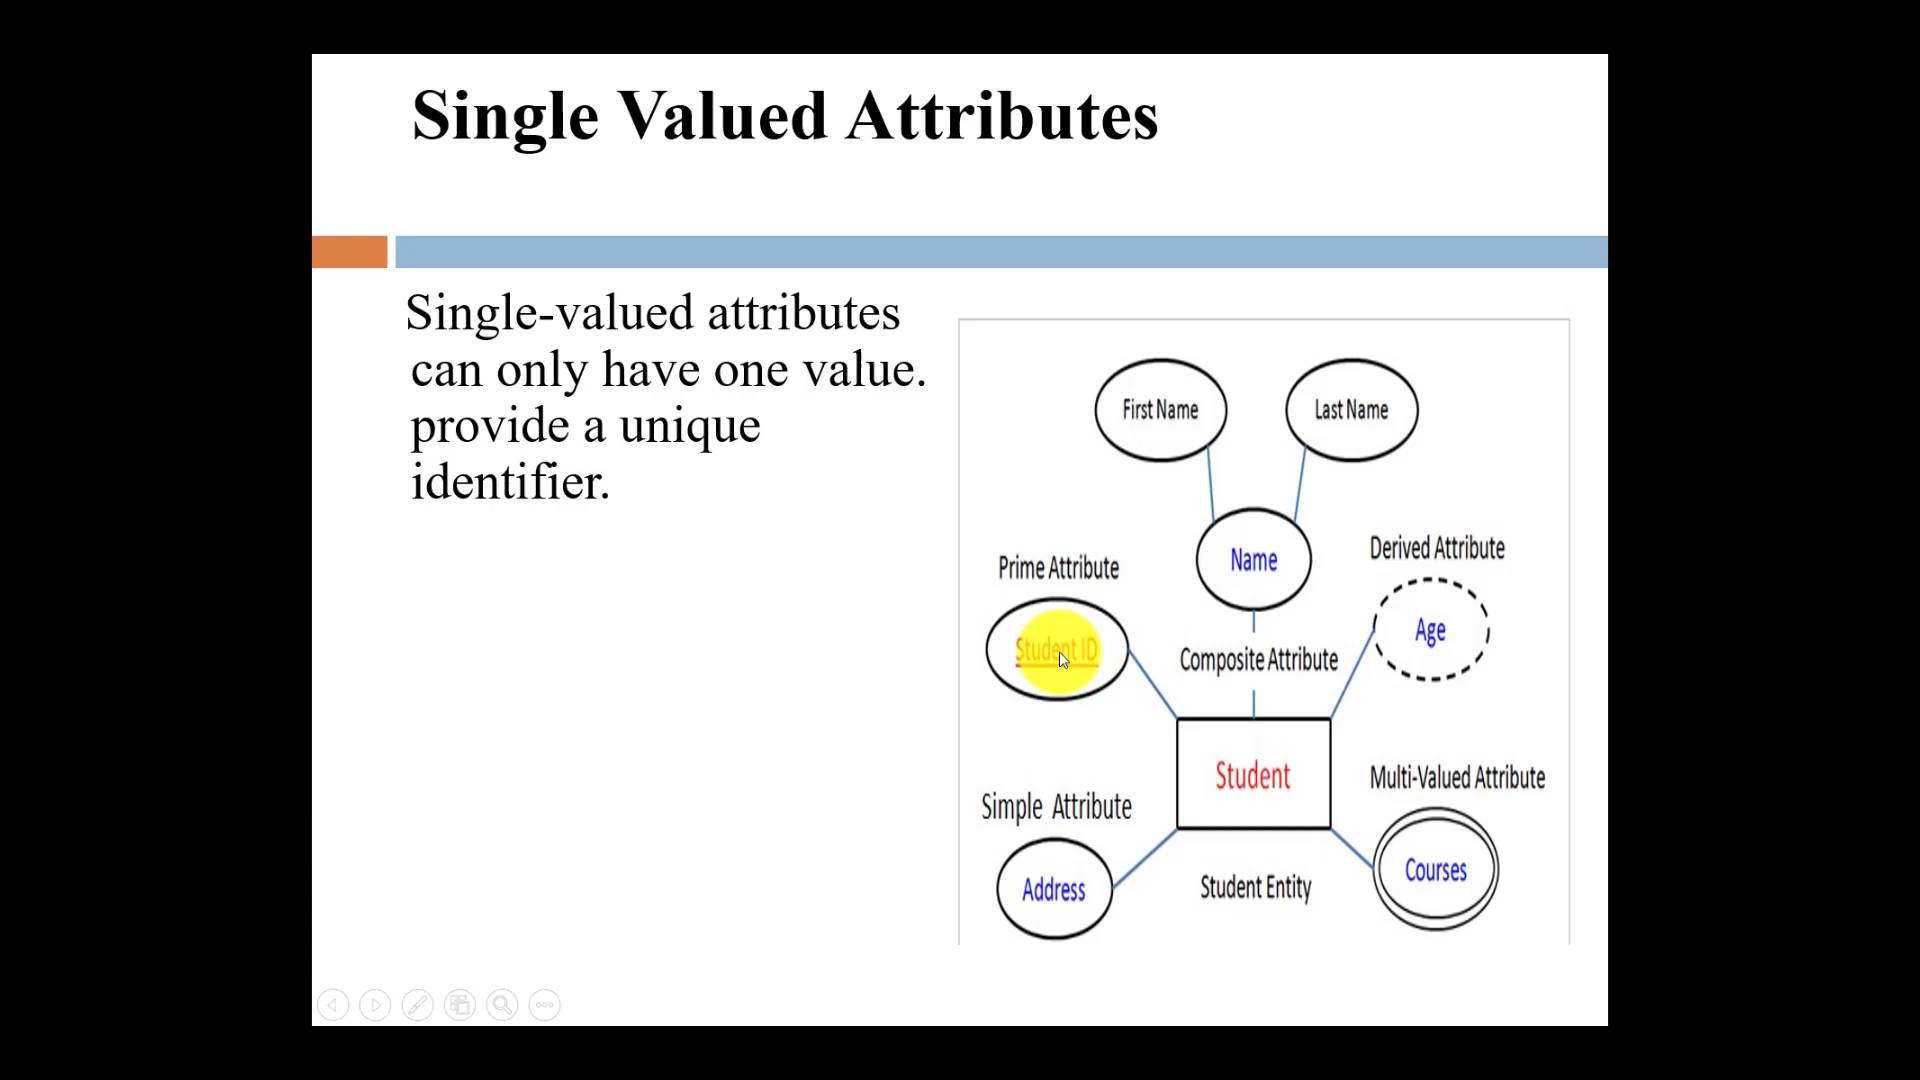 Single Valued Attributes
Single-valued attributes
can only have one value.
provide a unique
identifier.
First Name
Last Name
Name
Derived Attribute
Prime Attribute
Age
Student ID
Composite Attribute
Student
Multi-Valued Attribute
Simple Attribute
Courses
Address
Student Entity